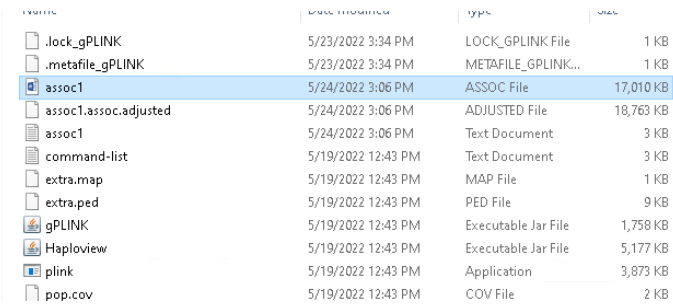 Name Date modified Type Size
.lock_gPLINK 5/23/2022 3:34 PM LOCK_GPLINK File 1 KB
.metafile_gPLINK 5/23/2022 3:34 PM METAFILE_GPLINK... 1 KB
assoc1 5/24/2022 3:06 PM ASSOC File 17,010 KB
assoc1.assoc.adjusted 5/24/2022 3:06 PM ADJUSTED File 18,763 KB
assoc1 5/24/2022 3:06 PM Text Document 3 KB
command-list 5/19/2022 12:43 PM Text Document 3 KB
extra.map 5/19/2022 12:43 PM MAP File 1 KB
extra.ped 5/19/2022 12:43 PM PED File 9 KB
gPLINK 5/19/2022 12:43 PM Executable Jar File 1,758 KB
Haploview 5/19/2022 12:43 PM Executable Jar File 5,177 KB
plink 5/19/2022 12:43 PM Application 3,873 KB
pop.cov 5/19/2022 12:43 PM COV File 2 KB